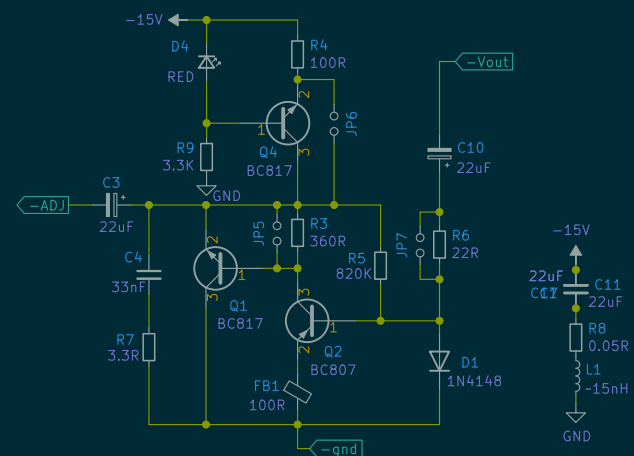 -15V
D4
RED
R4
100R
2
1
Q4
BC817
3
JP6
R9
3.3K
GND
-Vout
C10
22uF
+
-ADJ
C3
+
22uF
2
1
3
Q1
BC817
JP5
R3
360R
R5
820K
JP7
R6
22R
C4
33nF
R7
3.3R
3
1
2
Q2
BC807
FB1
100R
D1
1N4148
-gnd
-15V
22uF
C11
22uF
R8
0.05R
L1
~15nH
GND